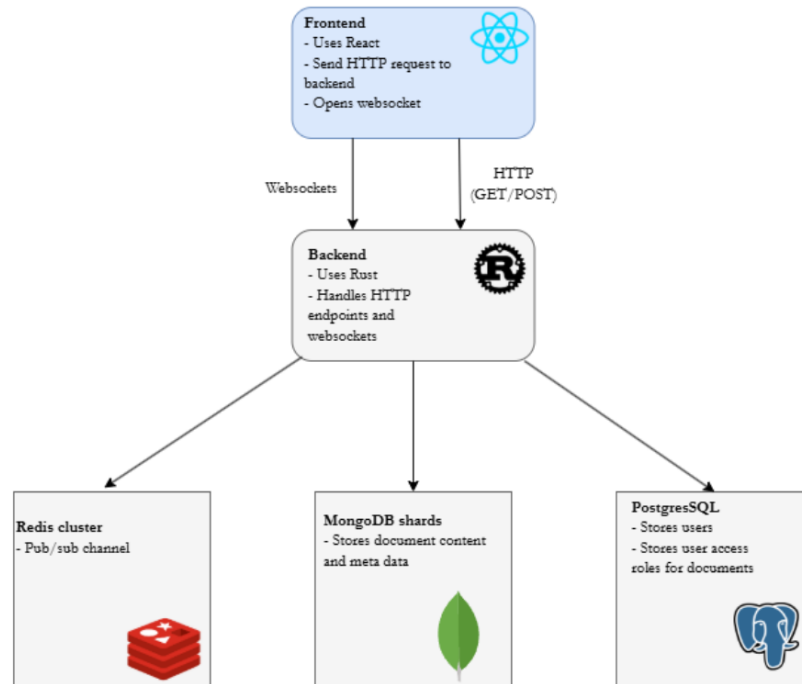 Frontend
- Uses React
- Send HTTP request to
backend
- Opens websocket
Websockets
HTTP
(GET/POST)
Backend
- Uses Rust
- Handles HTTP
endpoints and
websockets
R
Redis cluster
- Pub/sub channel
MongoDB shards
- Stores document content
and meta data
PostgresSQL
- Stores users
- Stores user access
roles for documents